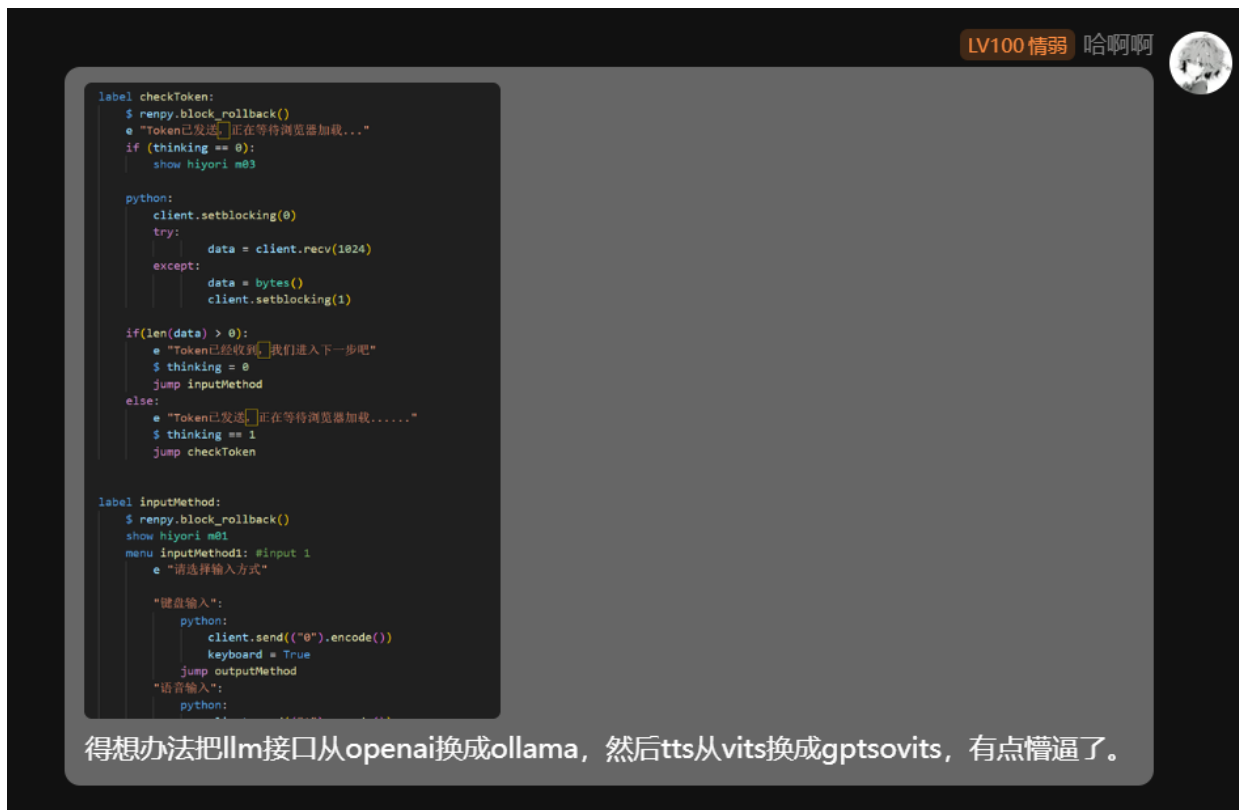 LV100 情弱 哈啊啊
label checkToken:
$ renpy.block_rollback()
e "Token已发送，正在等待浏览器加载..."
if (thinking == 0):
show hiyori m03
python:
client.setblocking(0)
try:
data = client.recv(1024)
except:
data = bytes()
client.setblocking(1)
if(len(data) > 0):
e "Token已经收到，我们进入下一步吧"
$ thinking = 0
jump inputMethod
else:
e "Token已发送，正在等待浏览器加载......"
$ thinking == 1
jump checkToken
label inputMethod:
$ renpy.block_rollback()
show hiyori m01
menu inputMethod1: #input 1
e "请选择输入方式"
"键盘输入":
python:
client.send(("0").encode())
keyboard = True
jump outputMethod
"语音输入":
python:
得想办法把llm接口从openai换成ollama，然后tts从vits换成gptsovits，有点懵逼了。